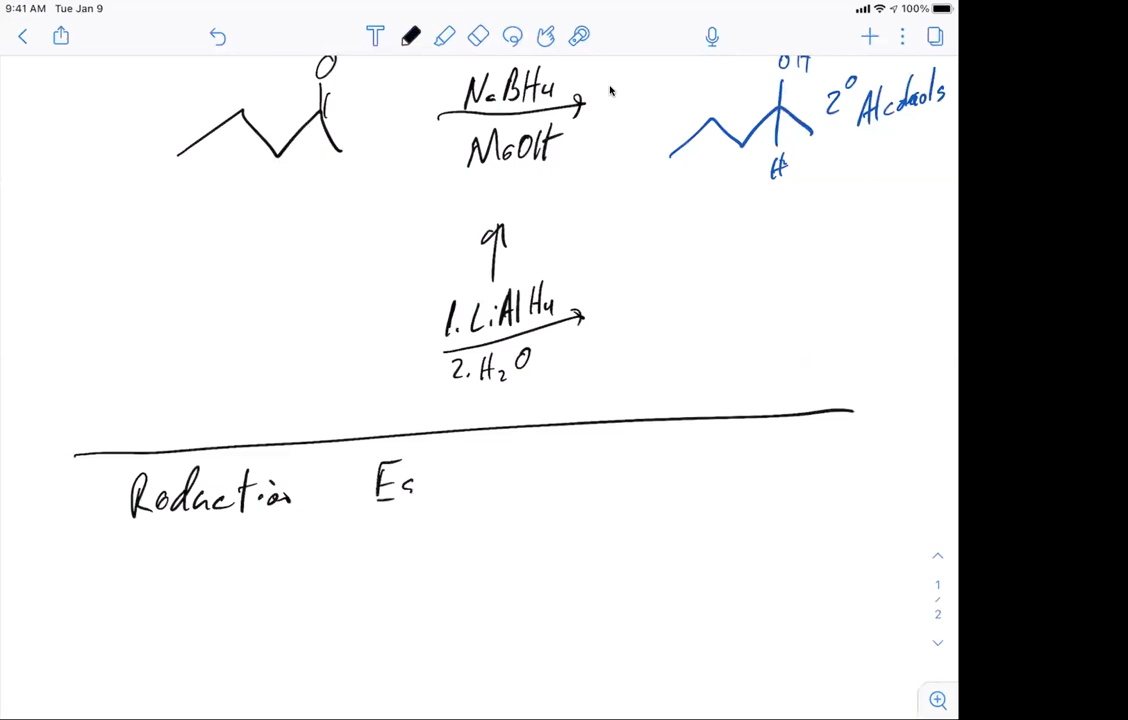 9:41 AM Tue Jan 9
100%
T
O
NaBH4
MeOH
OH
2° Alcohols
H
1. LiAlH4
2. H2O
Reduction Es
1
/
2